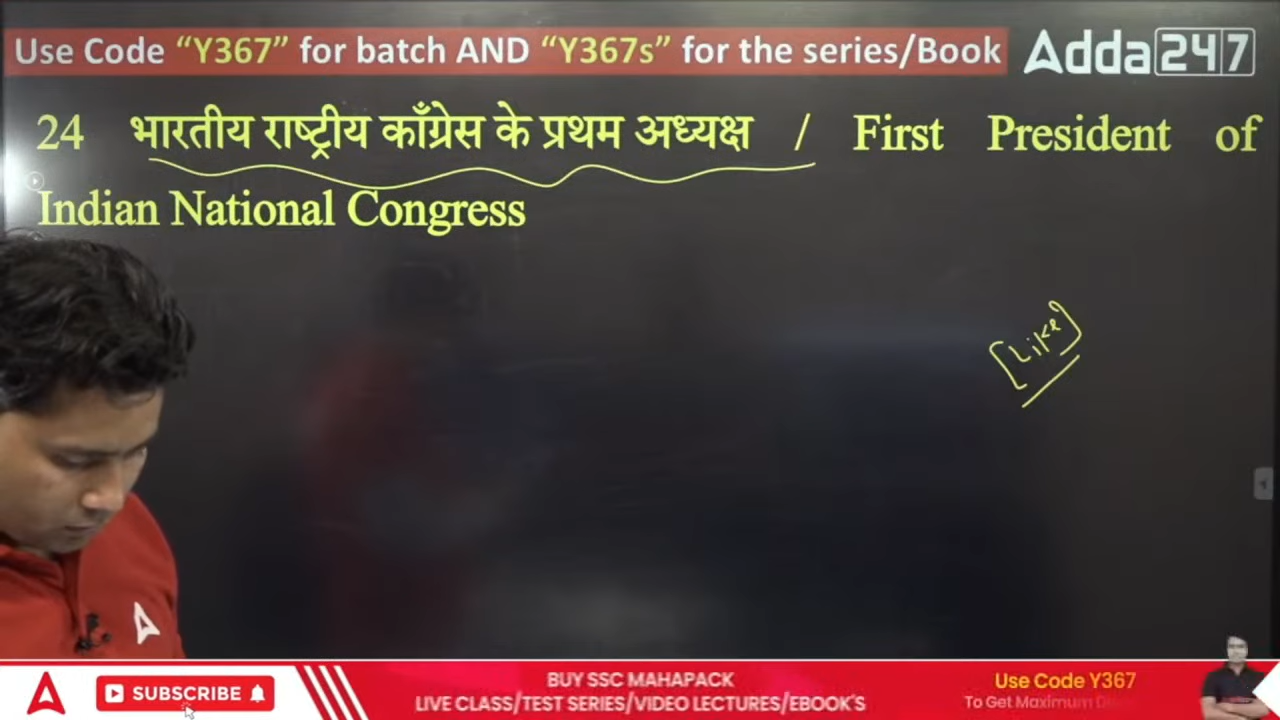 Use Code “Y367” for batch AND “Y367s” for the series/Book
Adda247
24 भारतीय राष्ट्रीय काँग्रेस के प्रथम अध्यक्ष / First President of
Indian National Congress
[Like]
SUBSCRIBE
BUY SSC MAHAPACK
LIVE CLASS/TEST SERIES/VIDEO LECTURES/EBOOK'S
Use Code Y367
To Get Maximum